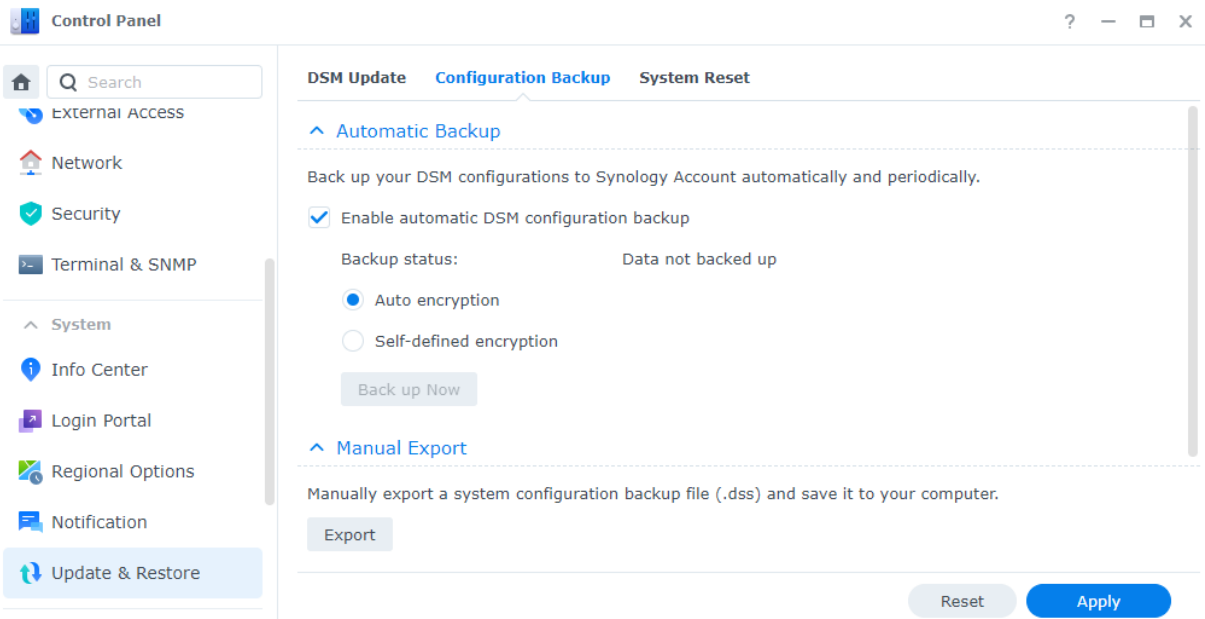 Control Panel
Search
External Access
Network
Security
Terminal & SNMP
System
Info Center
Login Portal
Regional Options
Notification
Update & Restore
DSM Update Configuration Backup System Reset
Automatic Backup
Back up your DSM configurations to Synology Account automatically and periodically.
Enable automatic DSM configuration backup
Backup status: Data not backed up
Auto encryption
Self-defined encryption
Back up Now
Manual Export
Manually export a system configuration backup file (.dss) and save it to your computer.
Export
Reset Apply